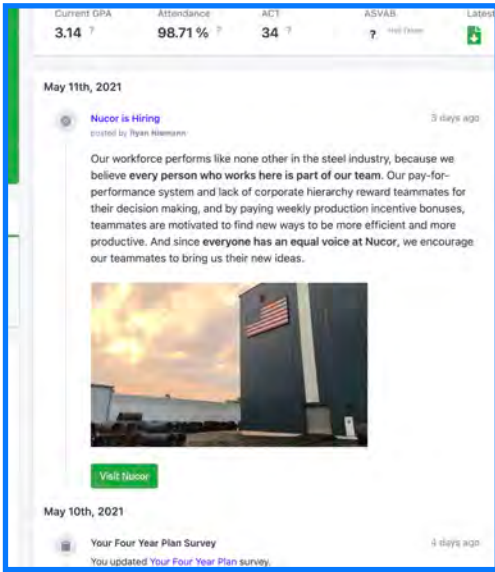 Current GPA
Attendance
ACT
ASVAB
Latest
3.14 ?
98.71 % ?
34 ?
?
May 11th, 2021
Nucor is Hiring
3 days ago
posted by Ryan Niemann
Our workforce performs like none other in the steel industry, because we
believe every person who works here is part of our team. Our pay-for-
performance system and lack of corporate hierarchy reward teammates for
their decision making, and by paying weekly production incentive bonuses,
teammates are motivated to find new ways to be more efficient and more
productive. And since everyone has an equal voice at Nucor, we encourage
our teammates to bring us their new ideas.
Visit Nucor
May 10th, 2021
Your Four Year Plan Survey
4 days ago
You updated Your Four Year Plan survey.